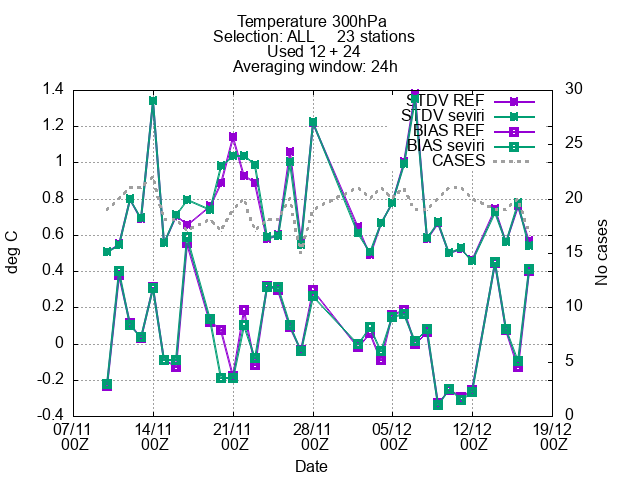 Temperature 300hPa
Selection: ALL 23 stations
Used 12 + 24
Averaging window: 24h
1.4
1.2
1
0.8
0.6
0.4
0.2
0
-0.2
-0.4
deg C
30
25
20
15
10
5
0
No cases
STDV REF
STDV seviri
BIAS REF
BIAS seviri
CASES
07/11 14/11 21/11 28/11 05/12 12/12 19/12
00Z 00Z 00Z 00Z 00Z 00Z 00Z
Date